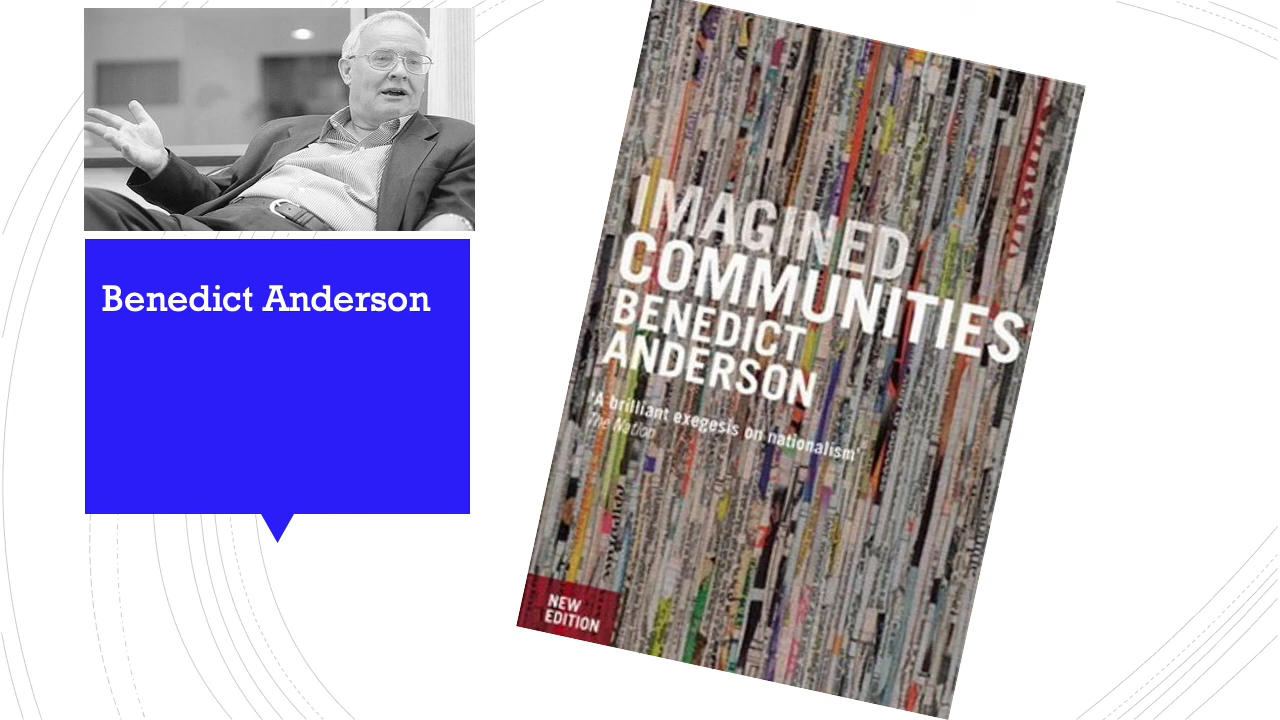 Benedict Anderson
IMAGINED
COMMUNITIES
BENEDICT
ANDERSON
'A brilliant exegesis on nationalism'
The Nation
NEW
EDITION